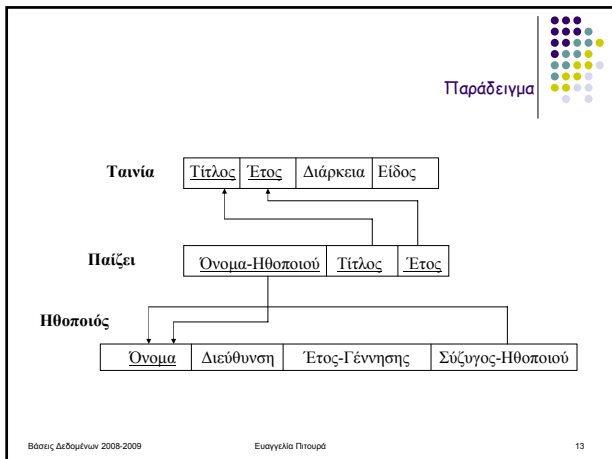 Παράδειγμα
Ταινία Τίτλος Έτος Διάρκεια Είδος
Παίζει Όνομα-Ηθοποιού Τίτλος Έτος
Ηθοποιός
Όνομα Διεύθυνση Έτος-Γέννησης Σύζυγος-Ηθοποιού
Βάσεις Δεδομένων 2008-2009 Ευαγγελία Πιτουρά 13